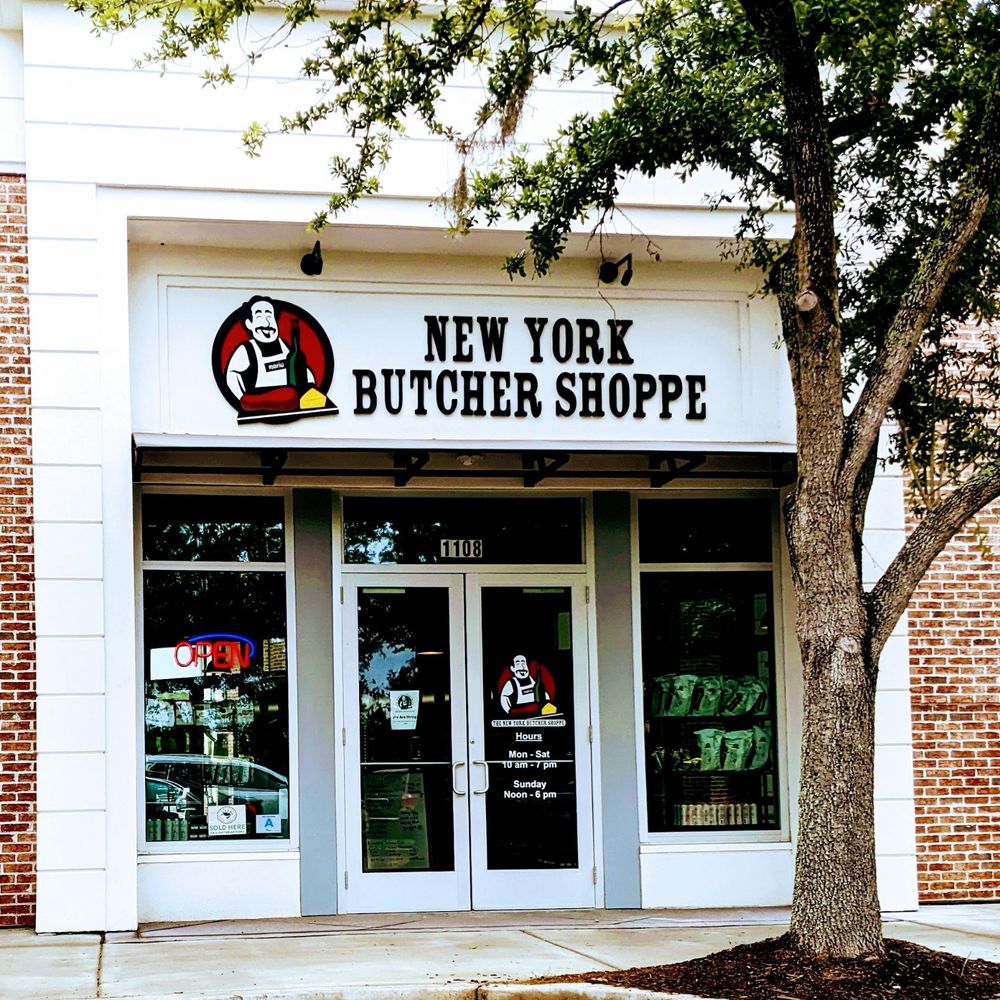 MARIO
NEW YORK
BUTCHER SHOPPE
1108
OPEN
THE NEW YORK BUTCHER SHOPPE
Hours
Mon - Sat
10 am - 7 pm
Sunday
Noon - 6 pm
SOLD HERE
A